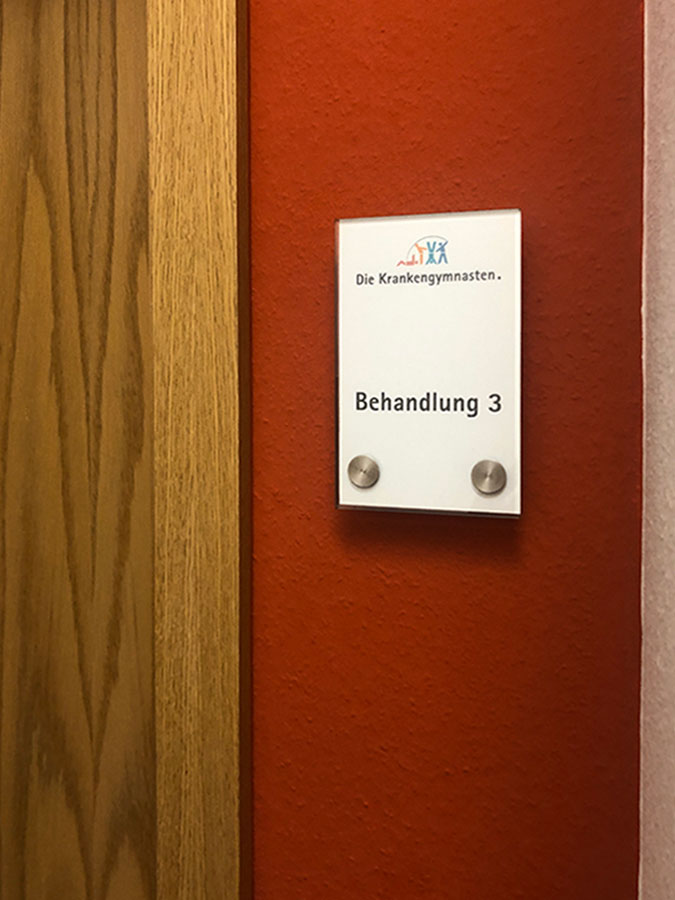 Die Krankengymnasten.
Behandlung 3